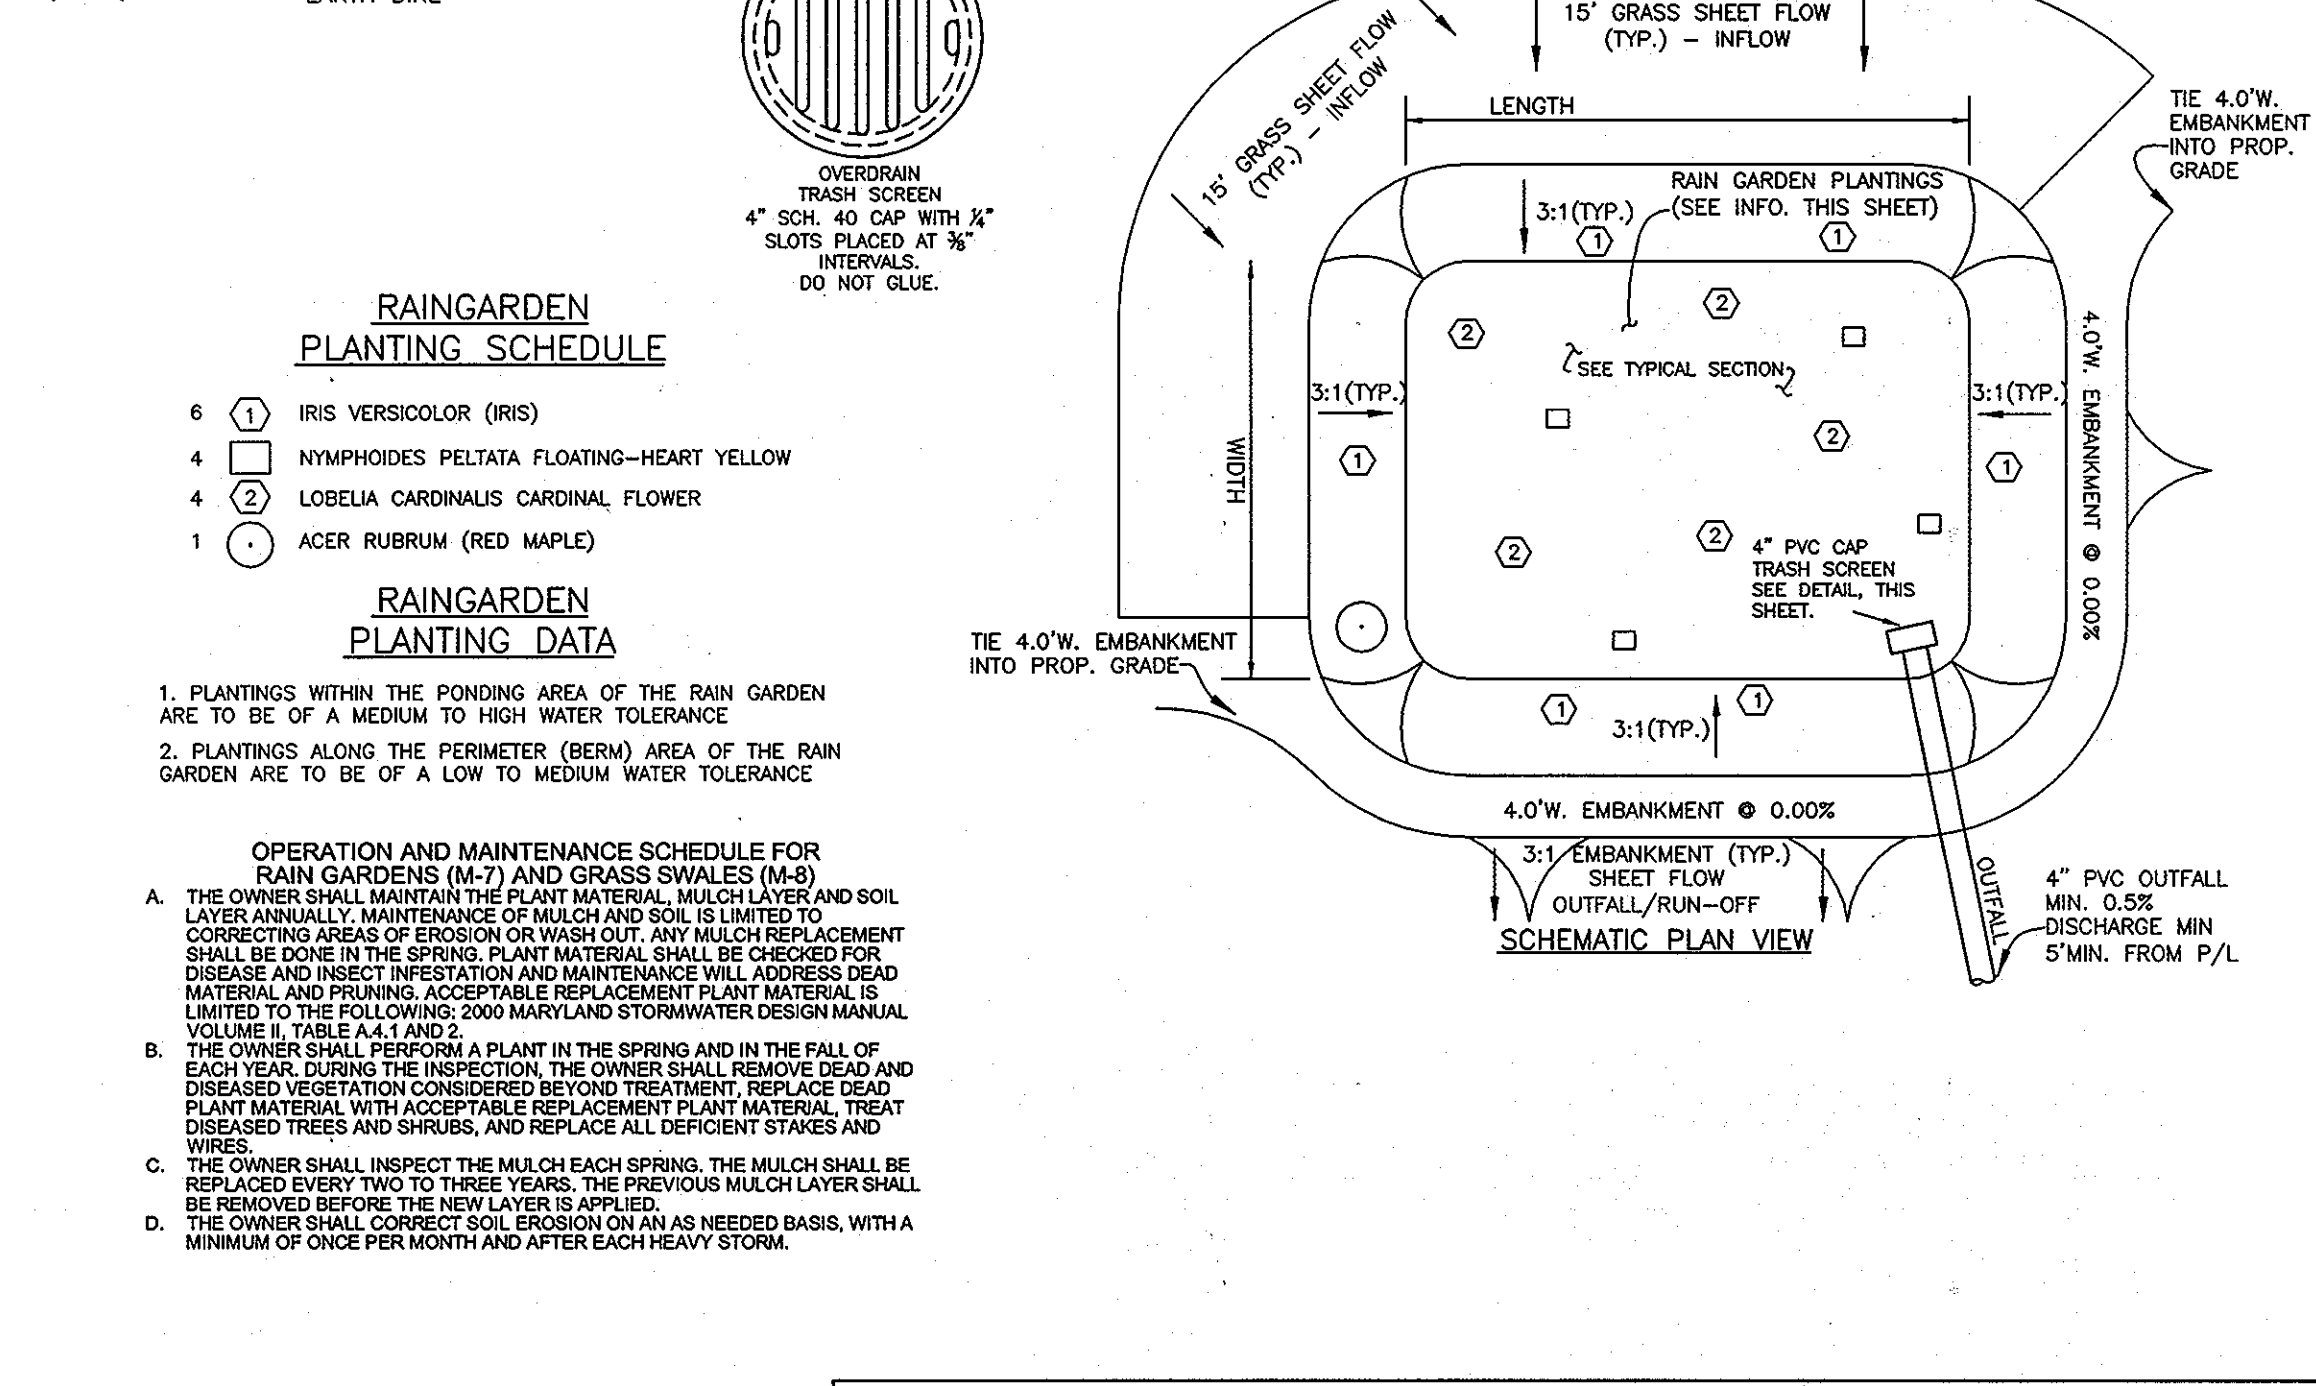 OVERDRAIN
TRASH SCREEN
4" SCH. 40 CAP WITH ¼"
SLOTS PLACED AT ⅜"
INTERVALS.
DO NOT GLUE.
RAINGARDEN
PLANTING SCHEDULE
6 1 IRIS VERSICOLOR (IRIS)
4 NYMPHOIDES PELTATA FLOATING-HEART YELLOW
4 2 LOBELIA CARDINALIS CARDINAL FLOWER
1 ACER RUBRUM (RED MAPLE)
RAINGARDEN
PLANTING DATA
1. PLANTINGS WITHIN THE PONDING AREA OF THE RAIN GARDEN
ARE TO BE OF A MEDIUM TO HIGH WATER TOLERANCE
2. PLANTINGS ALONG THE PERIMETER (BERM) AREA OF THE RAIN
GARDEN ARE TO BE OF A LOW TO MEDIUM WATER TOLERANCE
OPERATION AND MAINTENANCE SCHEDULE FOR
RAIN GARDENS (M-7) AND GRASS SWALES (M-8)
A. THE OWNER SHALL MAINTAIN THE PLANT MATERIAL, MULCH LAYER AND SOIL
LAYER ANNUALLY. MAINTENANCE OF MULCH AND SOIL IS LIMITED TO
CORRECTING AREAS OF EROSION OR WASH OUT. ANY MULCH REPLACEMENT
SHALL BE DONE IN THE SPRING. PLANT MATERIAL SHALL BE CHECKED FOR
DISEASE AND INSECT INFESTATION AND MAINTENANCE WILL ADDRESS DEAD
MATERIAL AND PRUNING. ACCEPTABLE REPLACEMENT PLANT MATERIAL IS
LIMITED TO THE FOLLOWING: 2000 MARYLAND STORMWATER DESIGN MANUAL
VOLUME II, TABLE A.4.1 AND 2.
B. THE OWNER SHALL PERFORM A PLANT IN THE SPRING AND IN THE FALL OF
EACH YEAR. DURING THE INSPECTION, THE OWNER SHALL REMOVE DEAD AND
DISEASED VEGETATION CONSIDERED BEYOND TREATMENT, REPLACE DEAD
PLANT MATERIAL WITH ACCEPTABLE REPLACEMENT PLANT MATERIAL, TREAT
DISEASED TREES AND SHRUBS, AND REPLACE ALL DEFICIENT STAKES AND
WIRES.
C. THE OWNER SHALL INSPECT THE MULCH EACH SPRING. THE MULCH SHALL BE
REPLACED EVERY TWO TO THREE YEARS. THE PREVIOUS MULCH LAYER SHALL
BE REMOVED BEFORE THE NEW LAYER IS APPLIED.
D. THE OWNER SHALL CORRECT SOIL EROSION ON AN AS NEEDED BASIS, WITH A
MINIMUM OF ONCE PER MONTH AND AFTER EACH HEAVY STORM.
15' GRASS SHEET FLOW
(TYP.) - INFLOW
15' GRASS SHEET FLOW
(TYP.) - INFLOW
LENGTH
TIE 4.0'W.
EMBANKMENT
INTO PROP.
GRADE
RAIN GARDEN PLANTINGS
(SEE INFO. THIS SHEET)
3:1(TYP.)
1
1
2
2
SEE TYPICAL SECTION
3:1(TYP.)
3:1(TYP.)
4.0'W. EMBANKMENT @ 0.00%
WIDTH
1
2
1
2
2
4" PVC CAP
TRASH SCREEN
SEE DETAIL, THIS
SHEET.
TIE 4.0'W. EMBANKMENT
INTO PROP. GRADE
1
1
3:1(TYP.)
4.0'W. EMBANKMENT @ 0.00%
3:1 EMBANKMENT (TYP.)
SHEET FLOW
OUTFALL/RUN-OFF
SCHEMATIC PLAN VIEW
OUTFALL
4" PVC OUTFALL
MIN. 0.5%
DISCHARGE MIN
5'MIN. FROM P/L